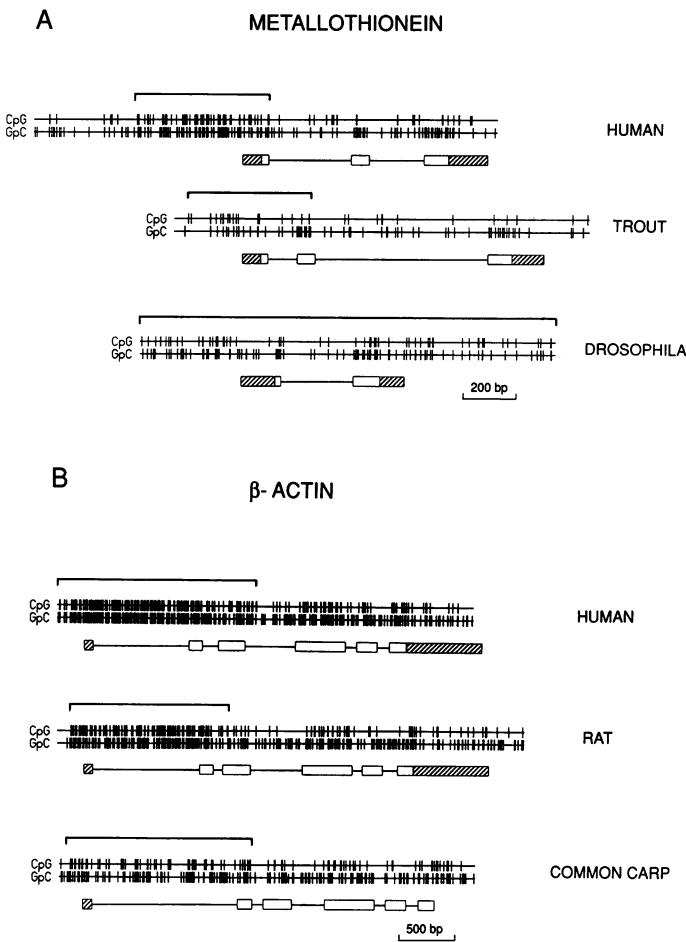 A
METALLOTHIONEIN
CpG
GpC
HUMAN
CpG
GpC
TROUT
CpG
GpC
DROSOPHILA
200 bp
B
β- ACTIN
CpG
GpC
HUMAN
CpG
GpC
RAT
CpG
GpC
COMMON CARP
500 bp